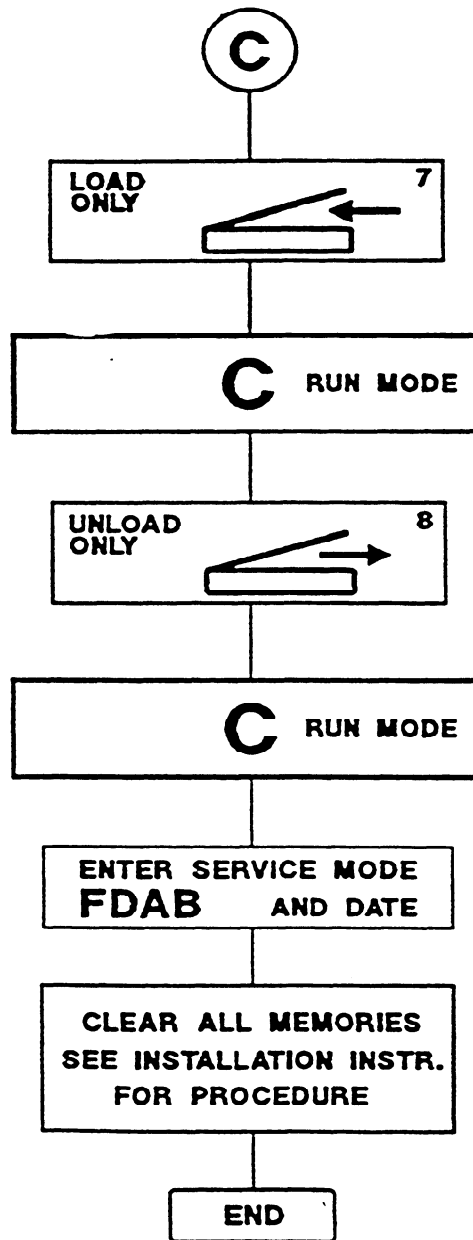 C
LOAD 7
ONLY
C RUN MODE
UNLOAD 8
ONLY
C RUN MODE
ENTER SERVICE MODE
FDAB AND DATE
CLEAR ALL MEMORIES
SEE INSTALLATION INSTR.
FOR PROCEDURE
END